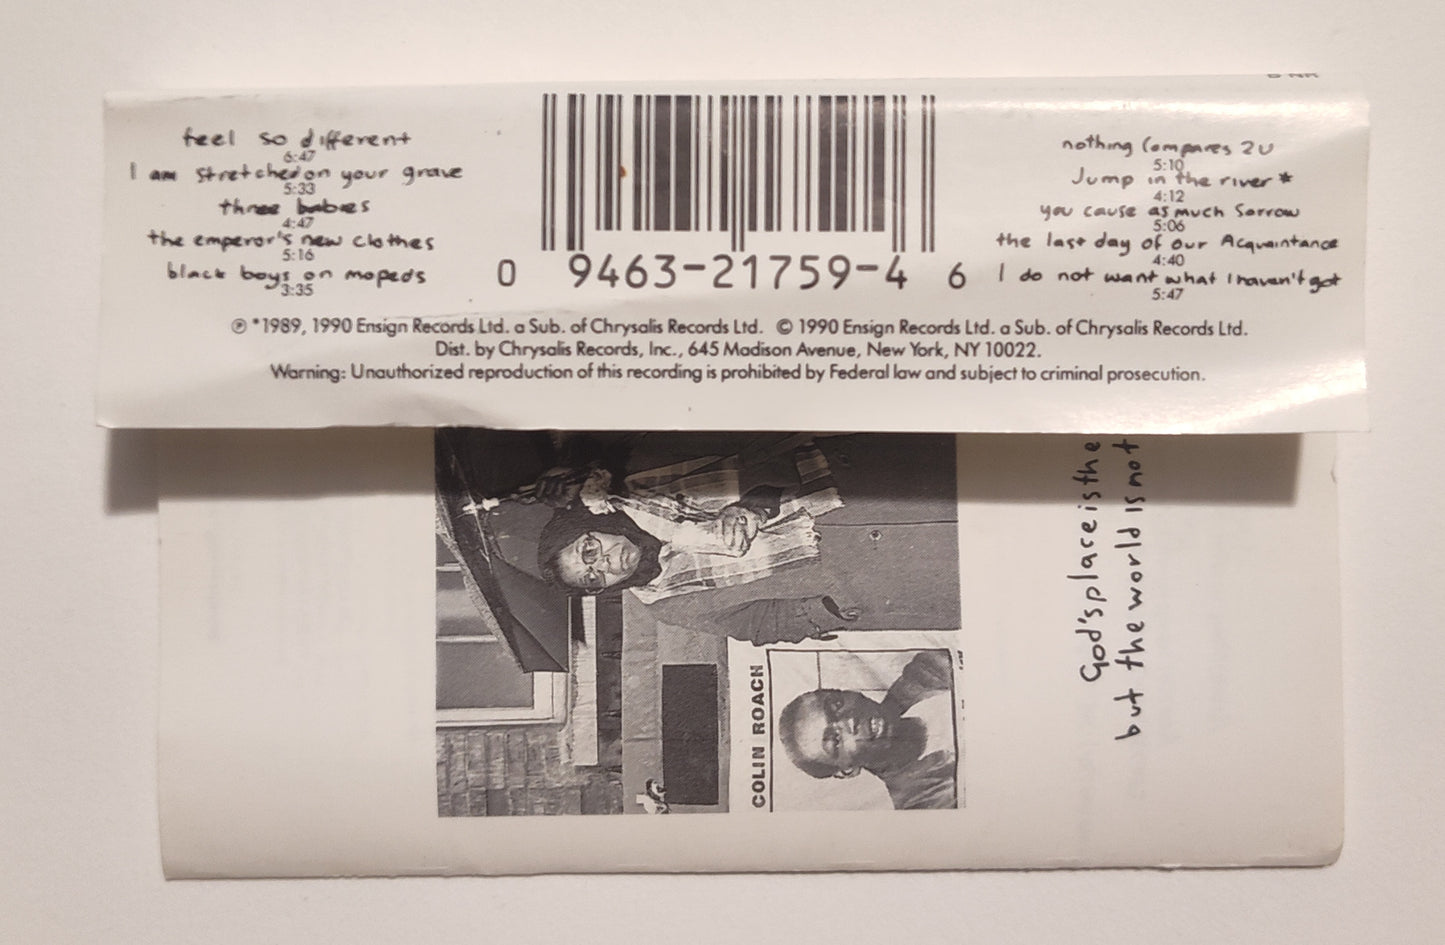 feel so different
6:47
I am stretched on your grave
5:33
three babies
4:47
the emperor's new clothes
5:16
black boys on mopeds
3:35
0 9463-21759-4 6
nothing Compares 2U
5:10
Jump in the river*
4:12
you cause as much Sorrow
5:06
the last day of our Acquaintance
4:40
I do not want what I haven't got
5:47
℗ *1989, 1990 Ensign Records Ltd. a Sub. of Chrysalis Records Ltd. © 1990 Ensign Records Ltd. a Sub. of Chrysalis Records Ltd.
Dist. by Chrysalis Records, Inc., 645 Madison Avenue, New York, NY 10022.
Warning: Unauthorized reproduction of this recording is prohibited by Federal law and subject to criminal prosecution.
COLIN ROACH
God's place is the
but the world is not